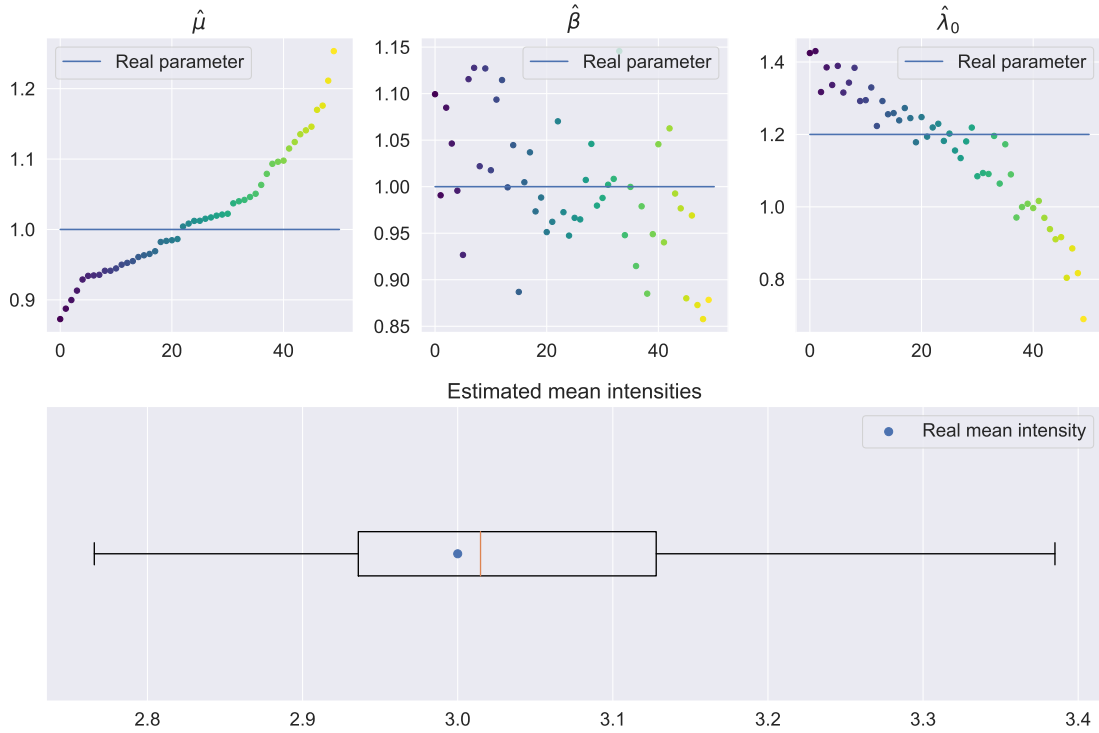 μ̂ β̂ λ̂₀
Real parameter Real parameter Real parameter
1.2
1.1
1.0
0.9
0 20 40
1.15
1.10
1.05
1.00
0.95
0.90
0.85
0 20 40
1.4
1.2
1.0
0.8
0 20 40
Estimated mean intensities
Real mean intensity
2.8 2.9 3.0 3.1 3.2 3.3 3.4